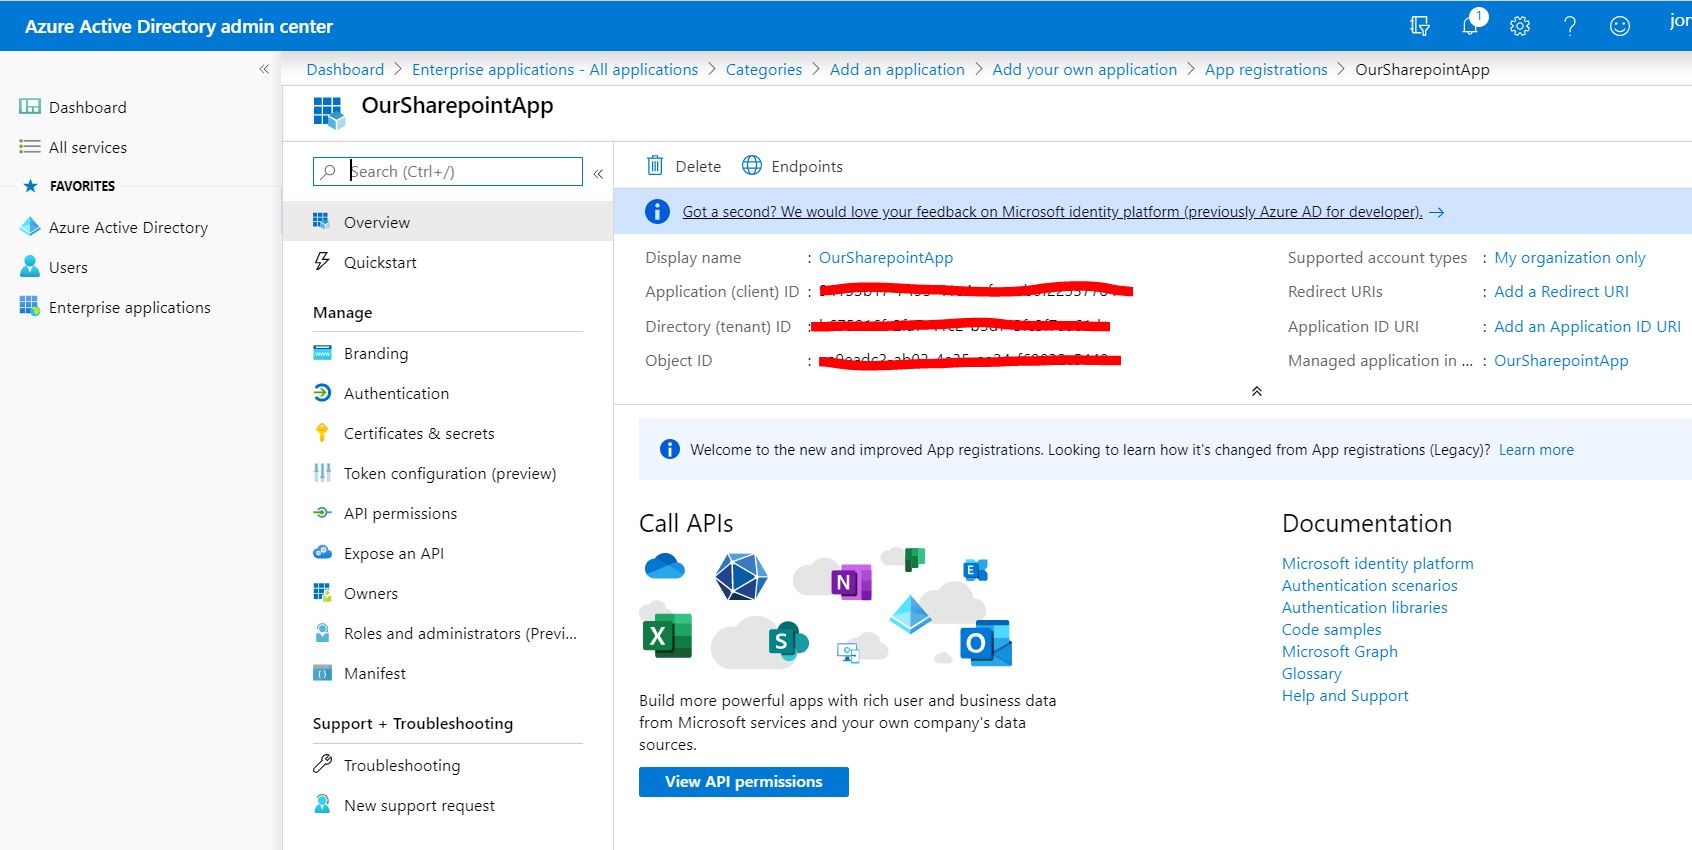 Azure Active Directory admin center
1
Dashboard > Enterprise applications - All applications > Categories > Add an application > Add your own application > App registrations > OurSharepointApp
Dashboard
All services
FAVORITES
Azure Active Directory
Users
Enterprise applications
OurSharepointApp
Search (Ctrl+/)
Overview
Quickstart
Manage
Branding
Authentication
Certificates & secrets
Token configuration (preview)
API permissions
Expose an API
Owners
Roles and administrators (Previ...
Manifest
Support + Troubleshooting
Troubleshooting
New support request
Delete Endpoints
Got a second? We would love your feedback on Microsoft identity platform (previously Azure AD for developer). →
Display name : OurSharepointApp
Application (client) ID :
Directory (tenant) ID :
Object ID :
Supported account types : My organization only
Redirect URIs : Add a Redirect URI
Application ID URI : Add an Application ID URI
Managed application in ... : OurSharepointApp
Welcome to the new and improved App registrations. Looking to learn how it's changed from App registrations (Legacy)? Learn more
Call APIs
N
E
X
S
O
Build more powerful apps with rich user and business data
from Microsoft services and your own company's data
sources.
View API permissions
Documentation
Microsoft identity platform
Authentication scenarios
Authentication libraries
Code samples
Microsoft Graph
Glossary
Help and Support